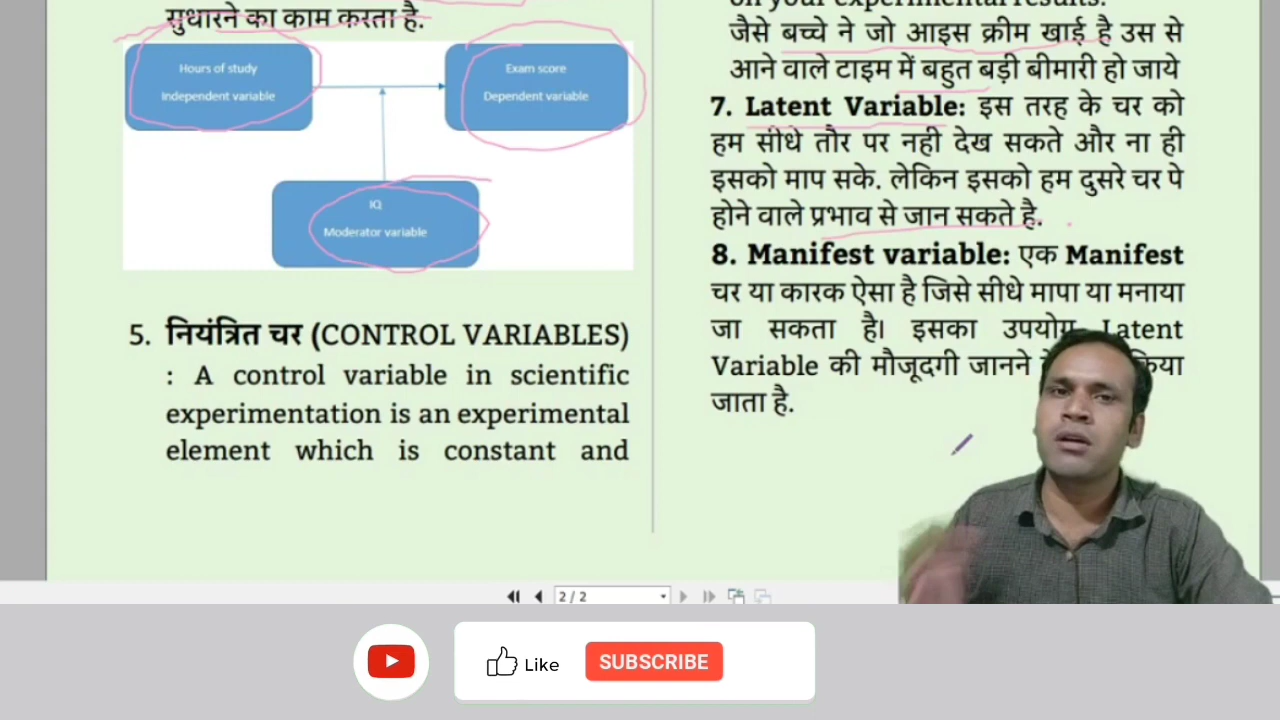 सुधारने का काम करता है.
Hours of study
Independent variable
Exam score
Dependent variable
IQ
Moderator variable
5. नियंत्रित चर (CONTROL VARIABLES)
: A control variable in scientific
experimentation is an experimental
element which is constant and
on your experimental results.
जैसे बच्चे ने जो आइस क्रीम खाई है उस से
आने वाले टाइम में बहुत बड़ी बीमारी हो जाये
7. Latent Variable: इस तरह के चर को
हम सीधे तौर पर नही देख सकते और ना ही
इसको माप सके. लेकिन इसको हम दुसरे चर पे
होने वाले प्रभाव से जान सकते है.
8. Manifest variable: एक Manifest
चर या कारक ऐसा है जिसे सीधे मापा या मनाया
जा सकता है। इसका उपयोग Latent
Variable की मौजूदगी जानने किया
जाता है.
2 / 2
Like
SUBSCRIBE